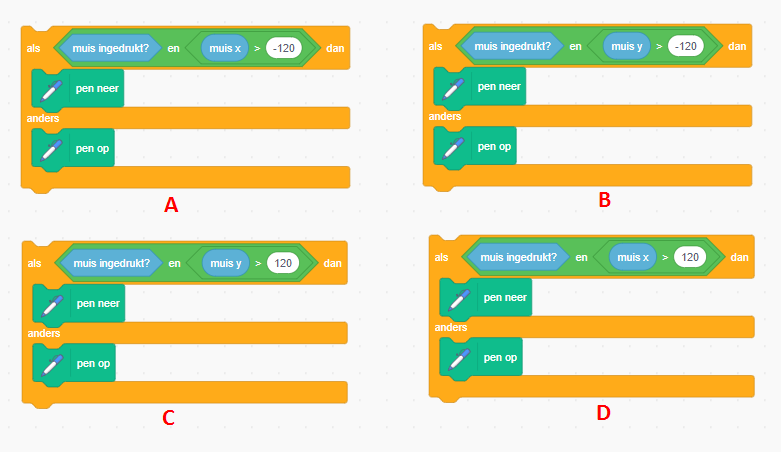 als muis ingedrukt? en muis x > -120 dan
pen neer
anders
pen op
A
als muis ingedrukt? en muis y > -120 dan
pen neer
anders
pen op
B
als muis ingedrukt? en muis y > 120 dan
pen neer
anders
pen op
C
als muis ingedrukt? en muis x > 120 dan
pen neer
anders
pen op
D